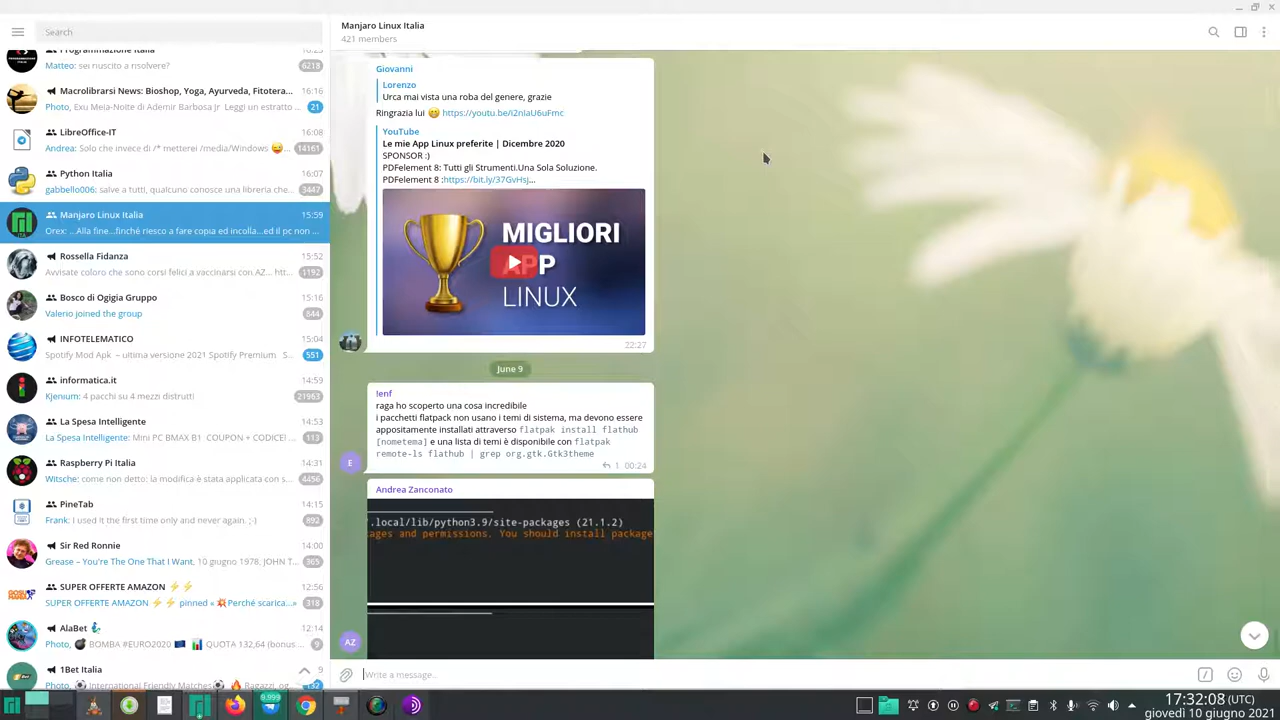 Search
Programmazione Italia
16:23
Matteo: sei riuscito a risolvere?
6218
Macrolibrarsi News: Bioshop, Yoga, Ayurveda, Fitotera...
16:16
Photo, Exu Meia-Noite di Ademir Barbosa Jr Leggi un estratto ...
21
LibreOffice-IT
16:08
Andrea: Solo che invece di /* metterei /media/Windows 😜...
14161
Python Italia
16:07
gabbello006: salve a tutti, qualcuno conosce una libreria che...
3447
Manjaro Linux Italia
15:59
Orex: ...Alla fine...finchè riesco a fare copia ed incolla...ed il pc non ...
Rossella Fidanza
15:52
Avvisate coloro che sono corsi felici a vaccinarsi con AZ... htt...
1192
Bosco di Ogigia Gruppo
15:16
Valerio joined the group
844
INFOTELEMATICO
15:04
Spotify Mod Apk – ultima versione 2021 Spotify Premium S...
551
informatica.it
14:59
Kjenium: 4 pacchi su 4 mezzi distrutti
21963
La Spesa Intelligente
14:53
La Spesa Intelligente: Mini PC BMAX B1 COUPON + CODICE! ...
113
Raspberry Pi Italia
14:31
Witsche: come non detto: la modifica è stata applicata con s...
4456
PineTab
14:15
Frank: I used !t the first time only and never again. ;-)
892
Sir Red Ronnie
14:00
Grease – You're The One That I Want. 10 giugno 1978, JOHN T...
365
SUPER OFFERTE AMAZON ⚡⚡
12:56
SUPER OFFERTE AMAZON ⚡⚡ pinned « 💥Perché scarica...»
318
AlaBet
12:14
Photo, 💣 BOMBA #EURO2020 🇪🇺 📊 QUOTA 132,64 (bonus ...
9
1Bet Italia
9
Photo, ⚽ International Friendly Matches⚽ 🔥 Ragazzi, og...
132
Manjaro Linux Italia
421 members
Giovanni
Lorenzo
Urca mai vista una roba del genere, grazie
Ringrazia lui 😁 https://youtu.be/i2nIaU6uFmc
YouTube
Le mie App Linux preferite | Dicembre 2020
SPONSOR :)
PDFelement 8: Tutti gli Strumenti.Una Sola Soluzione.
PDFelement 8 :https://bit.ly/37GvHsj...
MIGLIORI
APP
LINUX
22:27
June 9
!enf
raga ho scoperto una cosa incredibile
i pacchetti flatpack non usano i temi di sistema, ma devono essere
appositamente installati attraverso flatpak install flathub
[nometema] e una lista di temi è disponibile con flatpak
remote-ls flathub | grep org.gtk.Gtk3theme
1 00:24
E
Andrea Zanconato
'.local/lib/python3.9/site-packages (21.1.2)
ages and permissions. You should install package
AZ
Write a message...
9,999
17:32:08 (UTC)
giovedì 10 giugno 2021